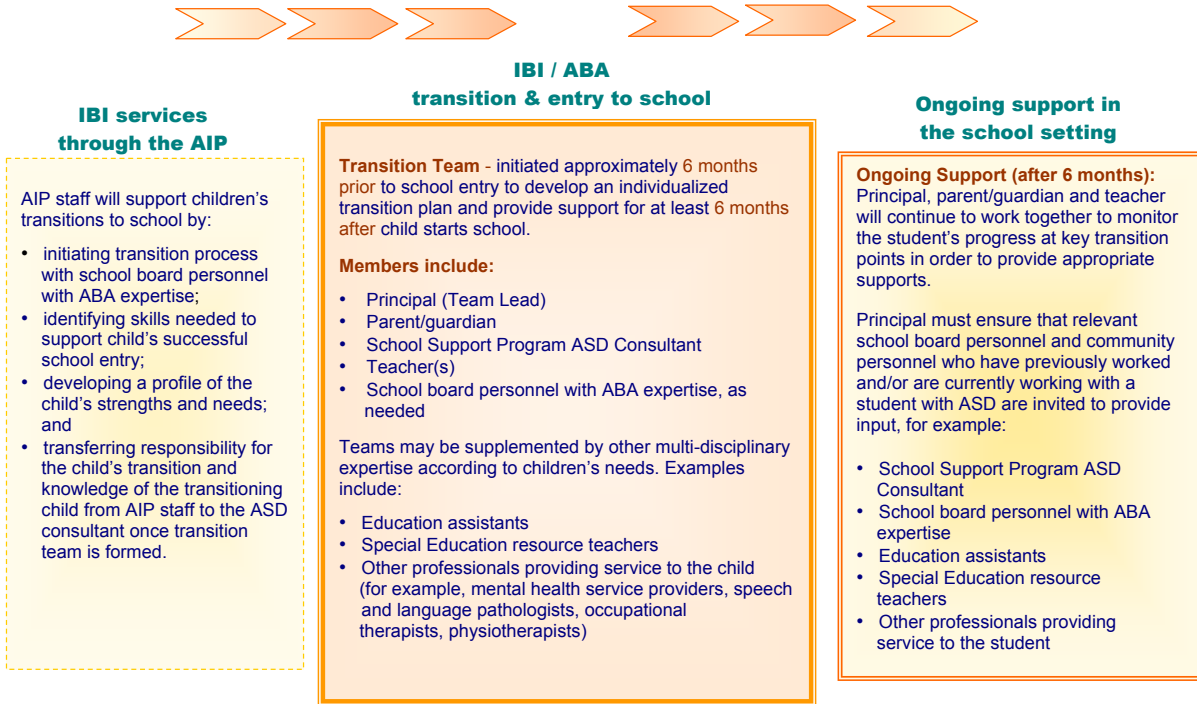 IBI services
through the AIP
AIP staff will support children's
transitions to school by:
• initiating transition process
with school board personnel
with ABA expertise;
• identifying skills needed to
support child's successful
school entry;
• developing a profile of the
child's strengths and needs;
and
• transferring responsibility for
the child's transition and
knowledge of the transitioning
child from AIP staff to the ASD
consultant once transition
team is formed.
IBI / ABA
transition & entry to school
Transition Team - initiated approximately 6 months
prior to school entry to develop an individualized
transition plan and provide support for at least 6 months
after child starts school.
Members include:
• Principal (Team Lead)
• Parent/guardian
• School Support Program ASD Consultant
• Teacher(s)
• School board personnel with ABA expertise, as
needed
Teams may be supplemented by other multi-disciplinary
expertise according to children's needs. Examples
include:
• Education assistants
• Special Education resource teachers
• Other professionals providing service to the child
(for example, mental health service providers, speech
and language pathologists, occupational
therapists, physiotherapists)
Ongoing support in
the school setting
Ongoing Support (after 6 months):
Principal, parent/guardian and teacher
will continue to work together to monitor
the student's progress at key transition
points in order to provide appropriate
supports.
Principal must ensure that relevant
school board personnel and community
personnel who have previously worked
and/or are currently working with a
student with ASD are invited to provide
input, for example:
• School Support Program ASD
Consultant
• School board personnel with ABA
expertise
• Education assistants
• Special Education resource
teachers
• Other professionals providing
service to the student